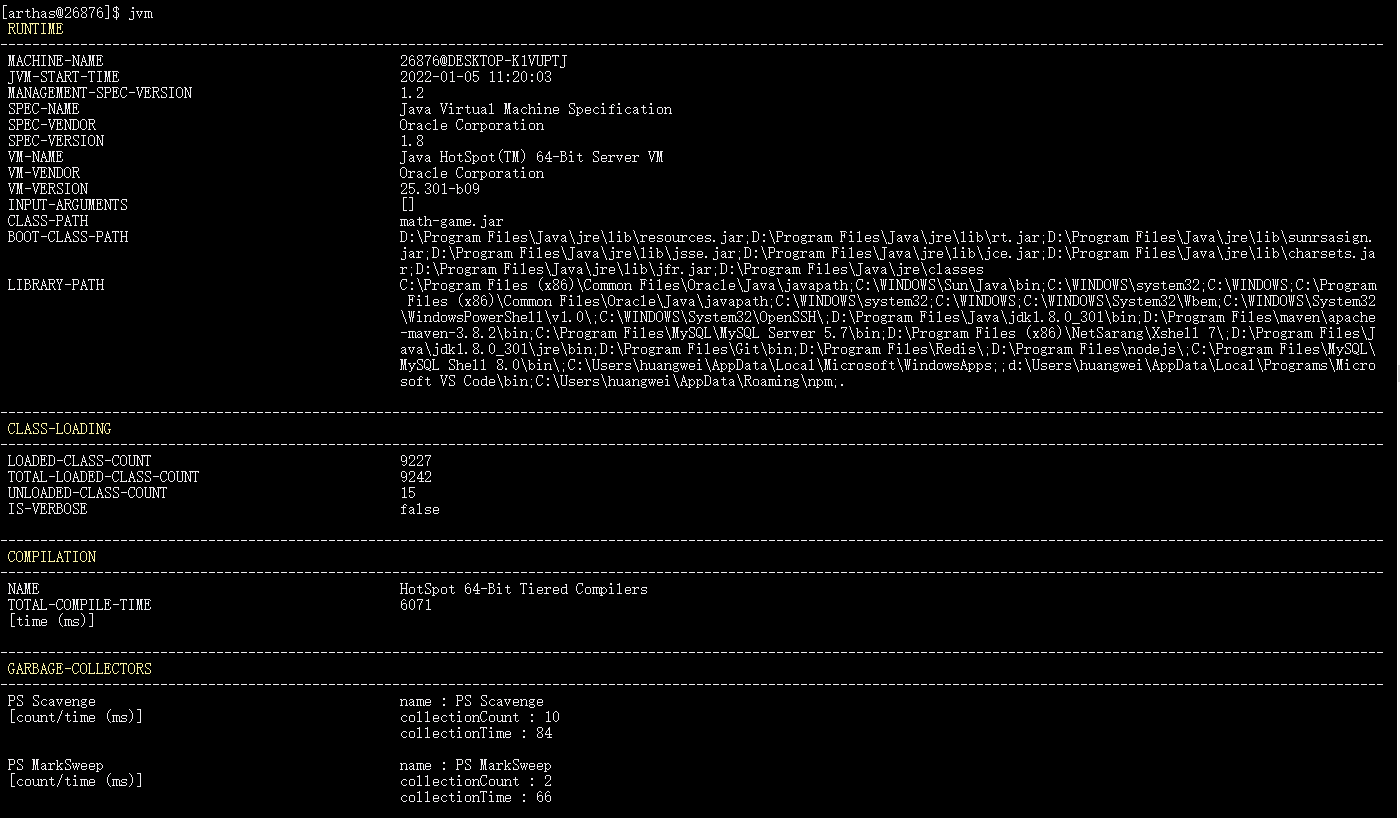 [arthas@26876]$ jvm
RUNTIME
MACHINE-NAME 26876@DESKTOP-K1VUPTJ
JVM-START-TIME 2022-01-05 11:20:03
MANAGEMENT-SPEC-VERSION 1.2
SPEC-NAME Java Virtual Machine Specification
SPEC-VENDOR Oracle Corporation
SPEC-VERSION 1.8
VM-NAME Java HotSpot(TM) 64-Bit Server VM
VM-VENDOR Oracle Corporation
VM-VERSION 25.301-b09
INPUT-ARGUMENTS []
CLASS-PATH math-game.jar
BOOT-CLASS-PATH D:\Program Files\Java\jre\lib\resources.jar;D:\Program Files\Java\jre\lib\rt.jar;D:\Program Files\Java\jre\lib\sunrsasign.
jar;D:\Program Files\Java\jre\lib\jsse.jar;D:\Program Files\Java\jre\lib\jce.jar;D:\Program Files\Java\jre\lib\charsets.ja
r;D:\Program Files\Java\jre\lib\jfr.jar;D:\Program Files\Java\jre\classes
LIBRARY-PATH C:\Program Files (x86)\Common Files\Oracle\Java\javapath;C:\WINDOWS\Sun\Java\bin;C:\WINDOWS\system32;C:\WINDOWS;C:\Program
Files (x86)\Common Files\Oracle\Java\javapath;C:\WINDOWS\system32;C:\WINDOWS;C:\WINDOWS\System32\Wbem;C:\WINDOWS\System32
\WindowsPowerShell\v1.0\;C:\WINDOWS\System32\OpenSSH\;D:\Program Files\Java\jdk1.8.0_301\bin;D:\Program Files\maven\apache
-maven-3.8.2\bin;C:\Program Files\MySQL\MySQL Server 5.7\bin;D:\Program Files (x86)\NetSarang\Xshell 7\;D:\Program Files\J
ava\jdk1.8.0_301\jre\bin;D:\Program Files\Git\bin;D:\Program Files\Redis\;D:\Program Files\nodejs\;C:\Program Files\MySQL\
MySQL Shell 8.0\bin\;C:\Users\huangwei\AppData\Local\Microsoft\WindowsApps;;d:\Users\huangwei\AppData\Local\Programs\Micro
soft VS Code\bin;C:\Users\huangwei\AppData\Roaming\npm;.
CLASS-LOADING
LOADED-CLASS-COUNT 9227
TOTAL-LOADED-CLASS-COUNT 9242
UNLOADED-CLASS-COUNT 15
IS-VERBOSE false
COMPILATION
NAME HotSpot 64-Bit Tiered Compilers
TOTAL-COMPILE-TIME 6071
[time (ms)]
GARBAGE-COLLECTORS
PS Scavenge name : PS Scavenge
[count/time (ms)] collectionCount : 10
collectionTime : 84
PS MarkSweep name : PS MarkSweep
[count/time (ms)] collectionCount : 2
collectionTime : 66